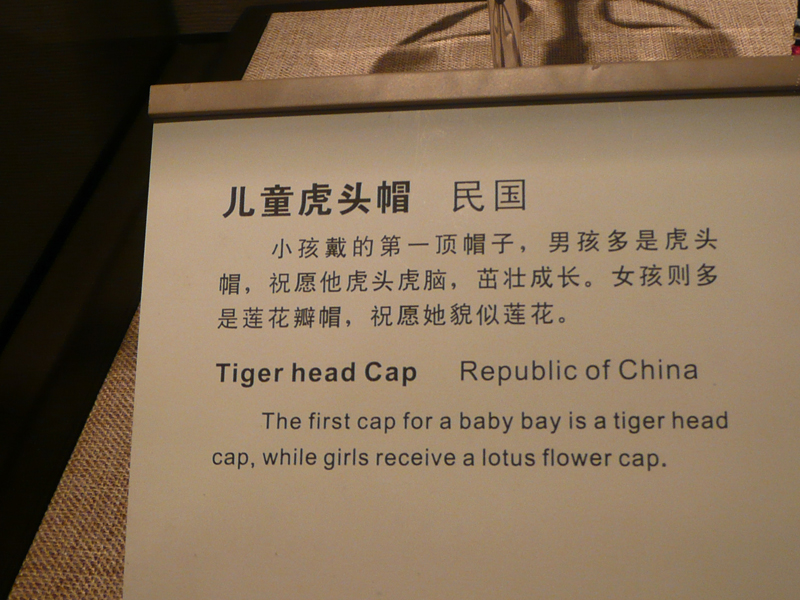 儿童虎头帽 民国
小孩戴的第一顶帽子，男孩多是虎头
帽，祝愿他虎头虎脑，茁壮成长。女孩则多
是莲花瓣帽，祝愿她貌似莲花。
Tiger head Cap Republic of China
The first cap for a baby bay is a tiger head
cap, while girls receive a lotus flower cap.